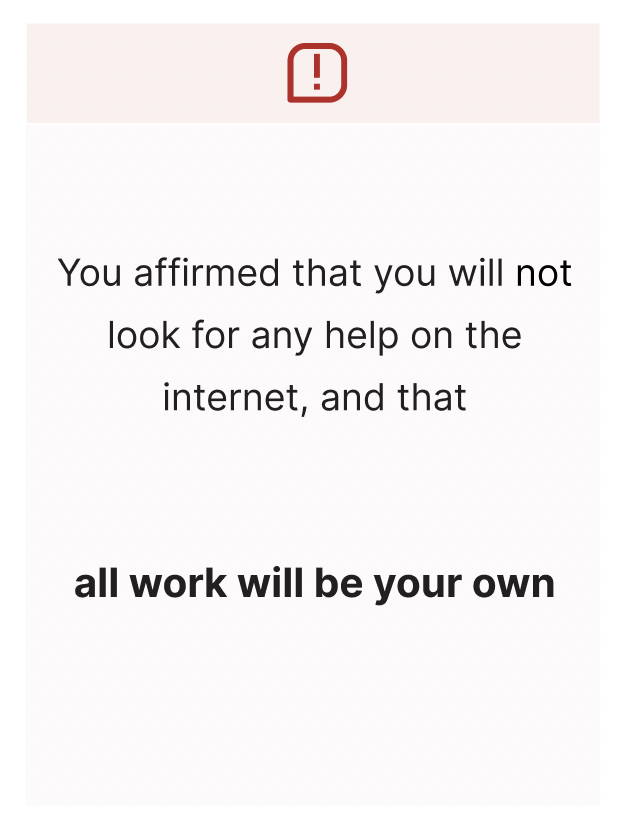 You affirmed that you will not
look for any help on the
internet, and that
all work will be your own